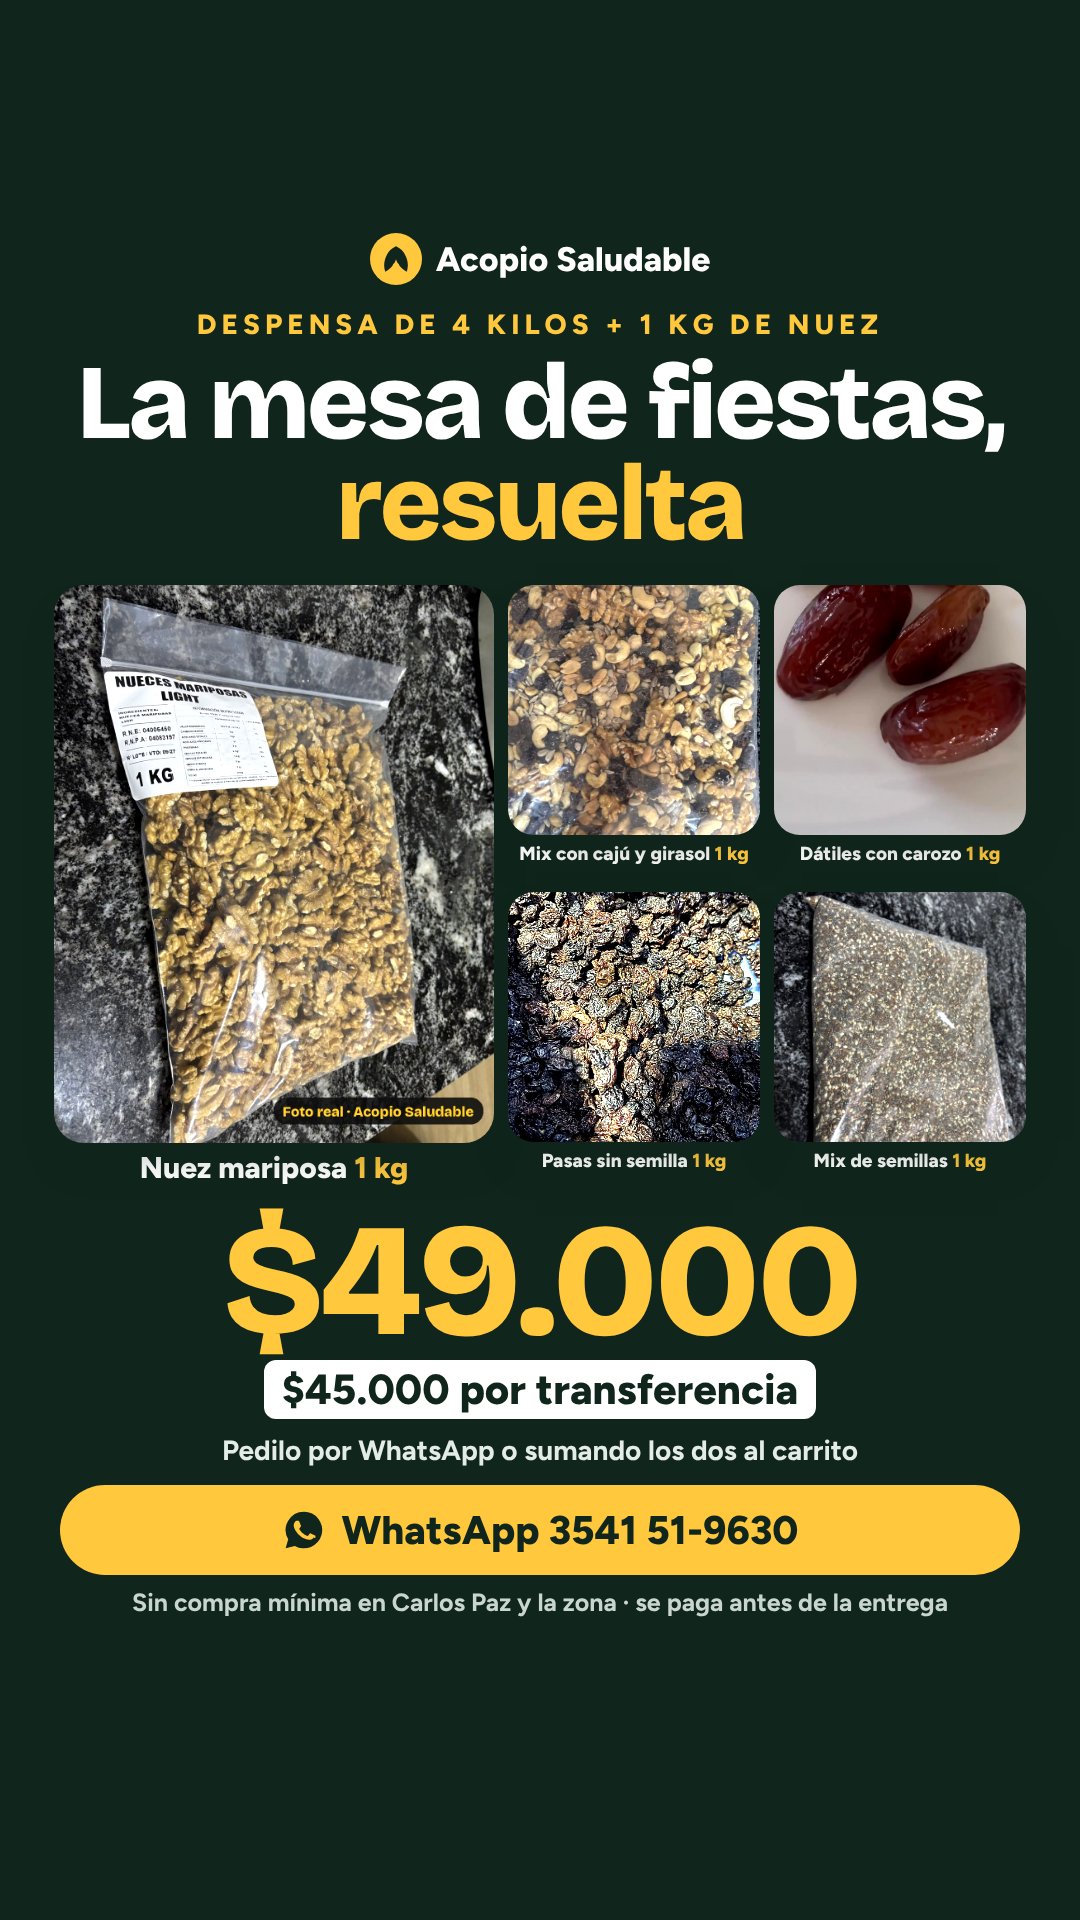 Acopio Saludable
DESPENSA DE 4 KILOS + 1 KG DE NUEZ
La mesa de fiestas,
resuelta
NUECES MARIPOSAS
LIGHT
R.N.E: 04005450
1 KG
Foto real · Acopio Saludable
Nuez mariposa 1 kg
Mix con cajú y girasol 1 kg
Dátiles con carozo 1 kg
Pasas sin semilla 1 kg
Mix de semillas 1 kg
$49.000
$45.000 por transferencia
Pedilo por WhatsApp o sumando los dos al carrito
WhatsApp 3541 51-9630
Sin compra mínima en Carlos Paz y la zona · se paga antes de la entrega